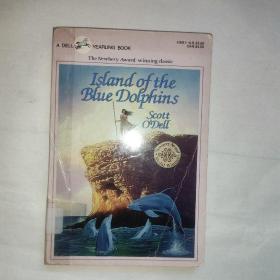 A DELL YEARLING BOOK
The Newbery Award-winning classic
Island of the
Blue Dolphins
Scott
O'Dell